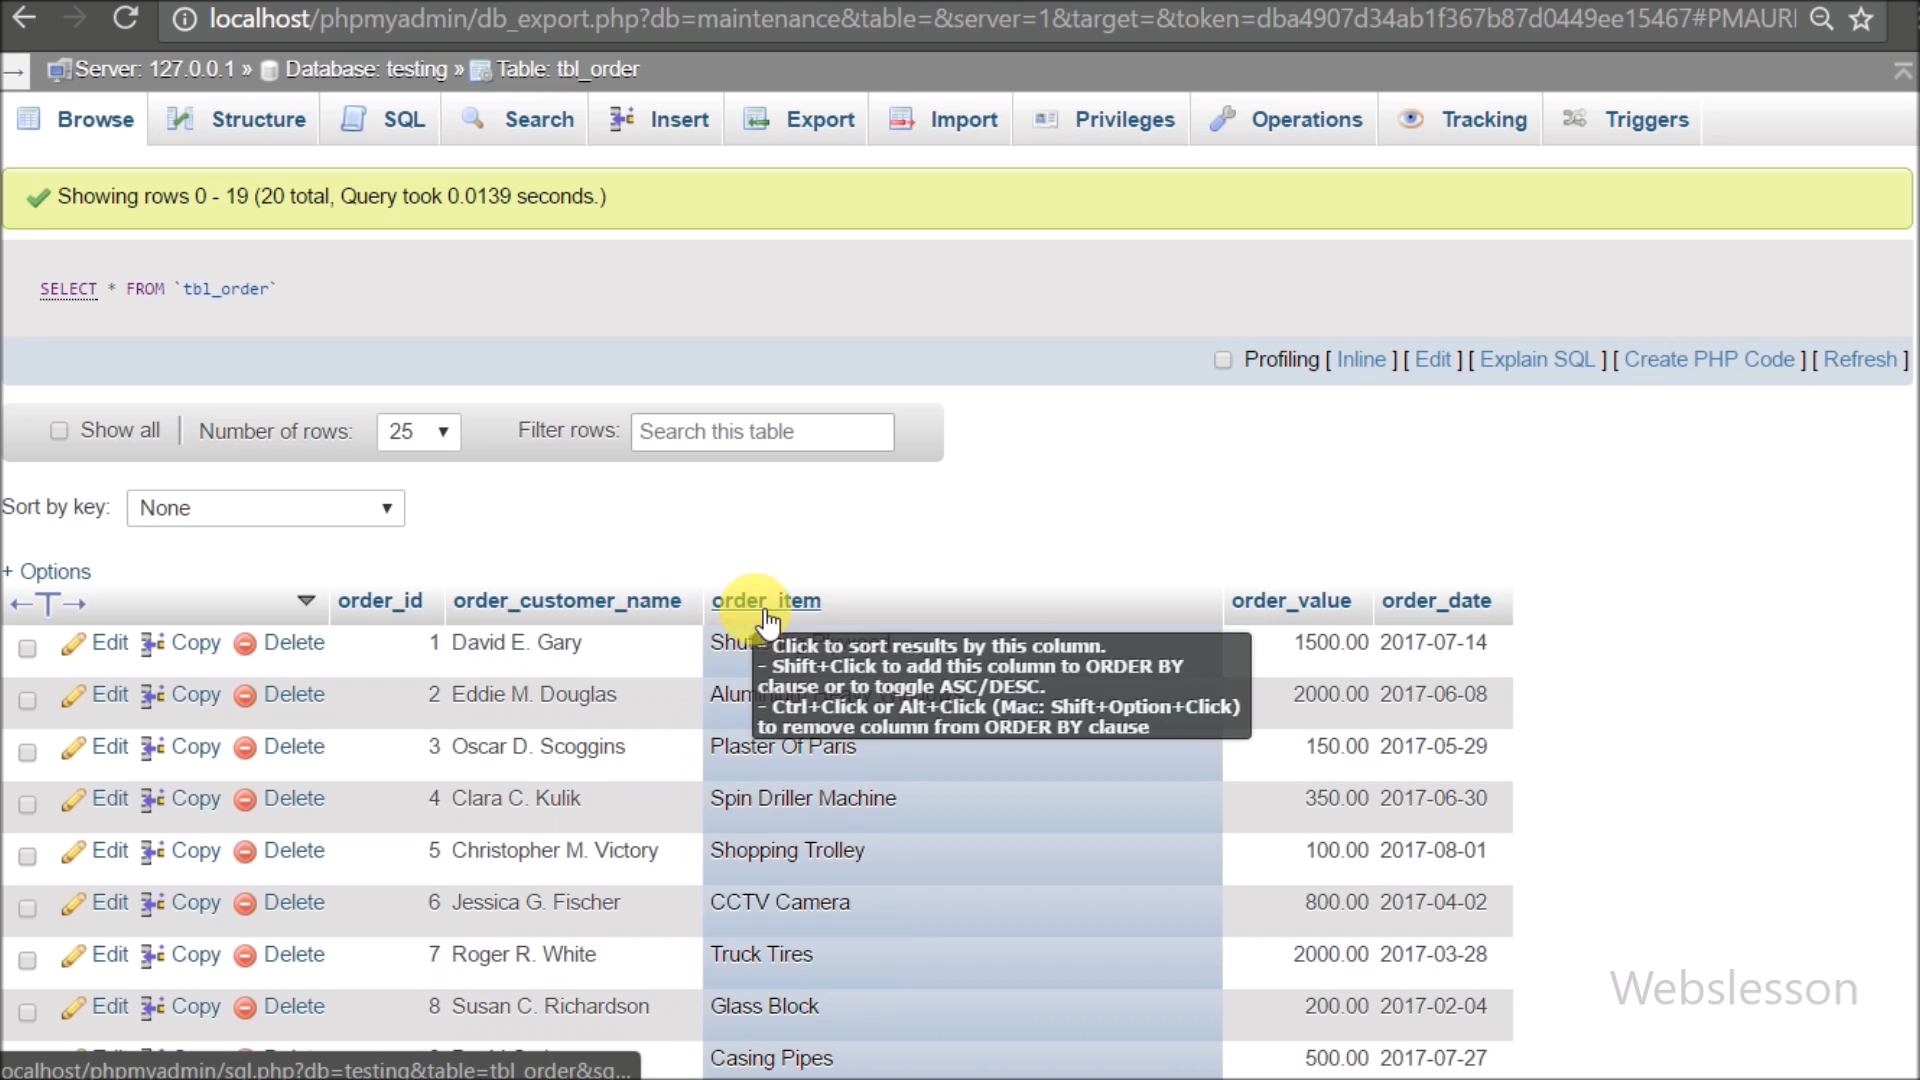 localhost/phpmyadmin/db_export.php?db=maintenance&table=&server=1&target=&token=dba4907d34ab1f367b87d0449ee15467#PMAURI
Server: 127.0.0.1 » Database: testing » Table: tbl_order
Browse Structure SQL Search Insert Export Import Privileges Operations Tracking Triggers
Showing rows 0 - 19 (20 total, Query took 0.0139 seconds.)
SELECT * FROM `tbl_order`
Profiling [ Inline ] [ Edit ] [ Explain SQL ] [ Create PHP Code ] [ Refresh ]
Show all Number of rows: 25 Filter rows: Search this table
Sort by key: None
+ Options
order_id order_customer_name order_item order_value order_date
Edit Copy Delete 1 David E. Gary 1500.00 2017-07-14
- Click to sort results by this column.
- Shift+Click to add this column to ORDER BY
clause or to toggle ASC/DESC.
- Ctrl+Click or Alt+Click (Mac: Shift+Option+Click)
to remove column from ORDER BY clause
Edit Copy Delete 2 Eddie M. Douglas 2000.00 2017-06-08
Edit Copy Delete 3 Oscar D. Scoggins Plaster Of Paris 150.00 2017-05-29
Edit Copy Delete 4 Clara C. Kulik Spin Driller Machine 350.00 2017-06-30
Edit Copy Delete 5 Christopher M. Victory Shopping Trolley 100.00 2017-08-01
Edit Copy Delete 6 Jessica G. Fischer CCTV Camera 800.00 2017-04-02
Edit Copy Delete 7 Roger R. White Truck Tires 2000.00 2017-03-28
Edit Copy Delete 8 Susan C. Richardson Glass Block 200.00 2017-02-04
Casing Pipes 500.00 2017-07-27
Webslesson
ocalhost/phpmyadmin/sql.php?db=testing&table=tbl_order&sq...